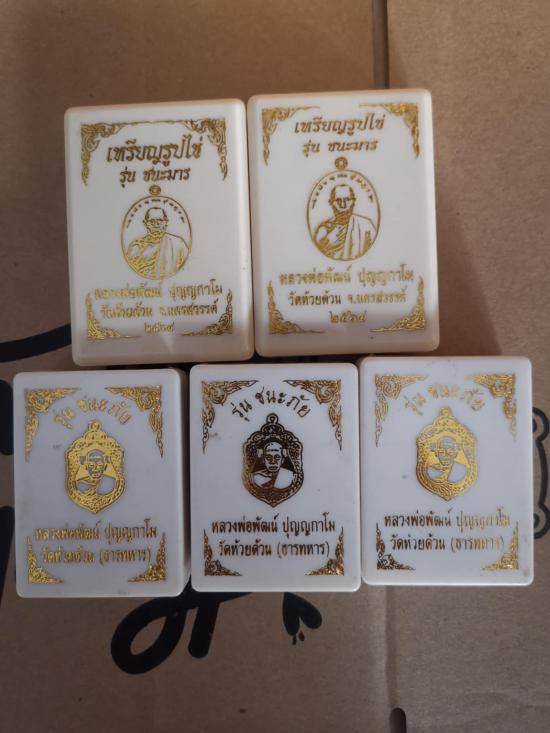 เหรียญรูปไข่
รุ่น ชนะมาร
หลวงพ่อพัฒน์ ปุญญกาโม
วัดห้วยด้วน จ.นครสวรรค์
๒๕๖๔
เหรียญรูปไข่
รุ่น ชนะมาร
หลวงพ่อพัฒน์ ปุญญกาโม
วัดห้วยด้วน จ.นครสวรรค์
๒๕๖๔
รุ่น ชนะภัย
หลวงพ่อพัฒน์ ปุญญกาโม
วัดห้วยด้วน (ธารทหาร)
รุ่น ชนะภัย
หลวงพ่อพัฒน์ ปุญญกาโม
วัดห้วยด้วน (ธารทหาร)
รุ่น ชนะภัย
หลวงพ่อพัฒน์ ปุญญกาโม
วัดห้วยด้วน (ธารทหาร)